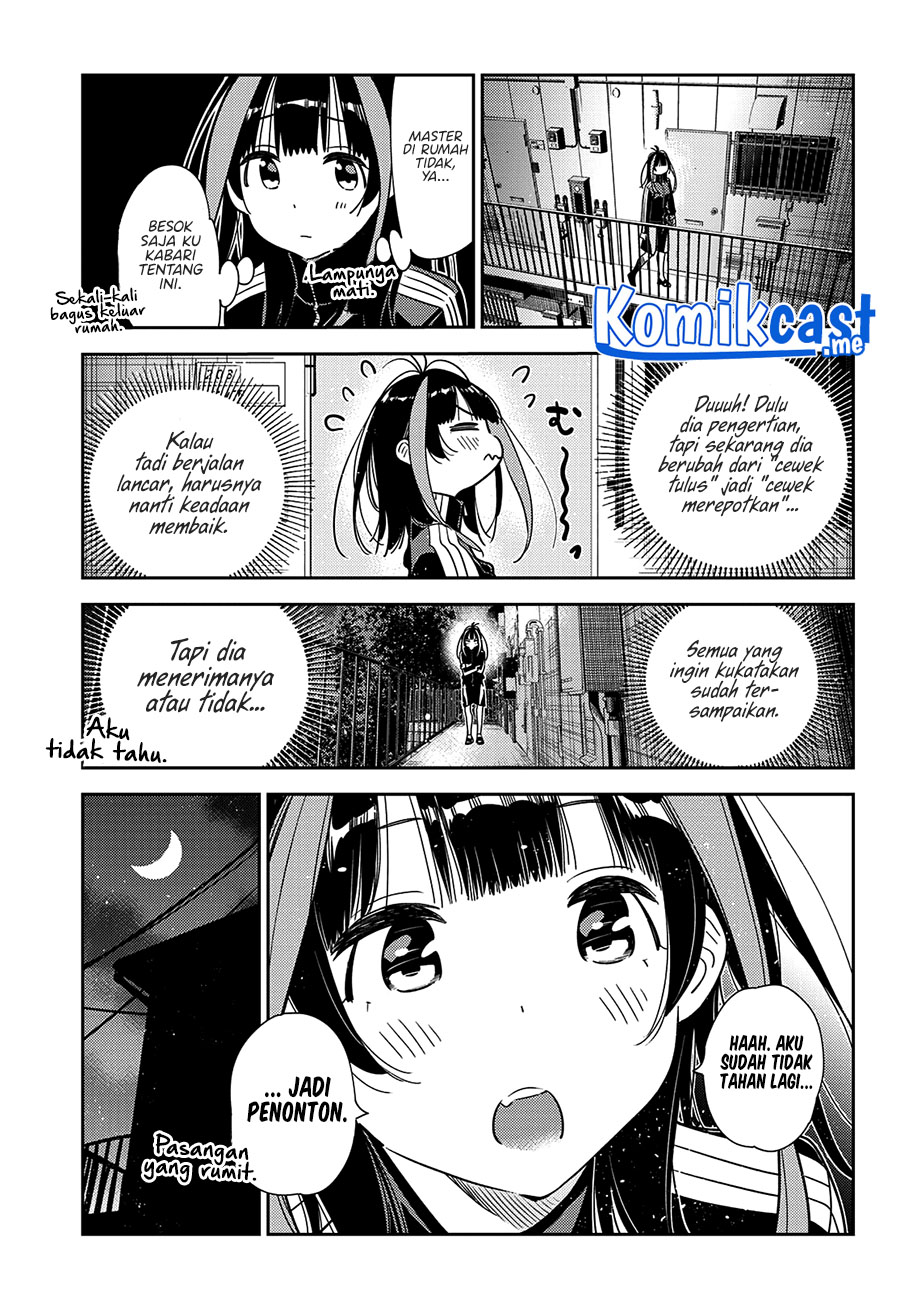 MASTER
DI RUMAH
TIDAK,
YA...
Lampunya
mati.
BESOK
SAJA KU
KABARI
TENTANG
INI.
Sekali-kali
bagus keluar
rumah.
Komikcast
.me
Duuuh! Dulu
dia pengertian,
tapi sekarang dia
berubah dari "cewek
tulus" jadi "cewek
merepotkan"...
む~
Kalau
tadi berjalan
lancar, harusnya
nanti keadaan
membaik.
Semua yang
ingin kukatakan
sudah ter-
sampaikan.
Tapi dia
menerimanya
atau tidak...
Aku
tidak tahu.
HAAH. AKU
SUDAH TIDAK
TAHAN LAGI...
... JADI
PENONTON.
Pasangan
yang rumit.